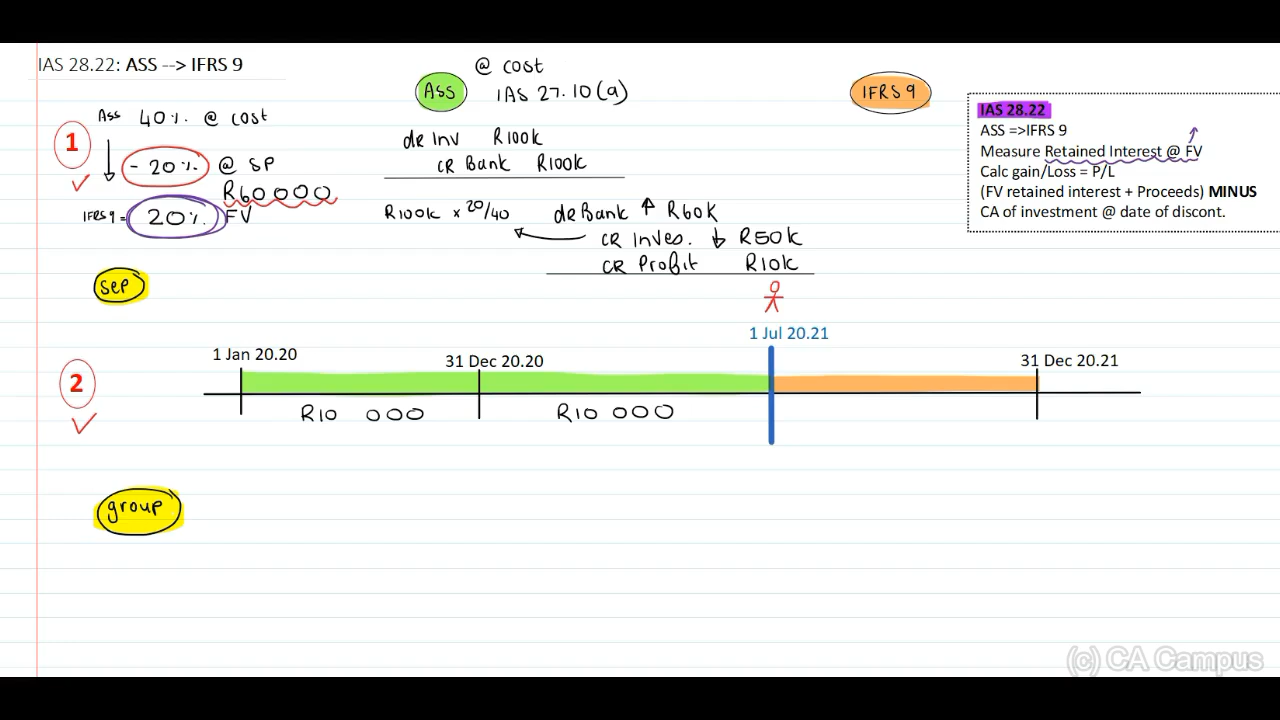 IAS 28.22: ASS --> IFRS 9
Ass 40% @ cost
1
- 20% @ SP
R60000
IFRS 9 = 20% FV
sep
@ cost
Ass IAS 27.10(a)
dr Inv R100k
cr Bank R100k
R100k x 20/40
dr Bank ↑ R60k
cr Inves. ↓ R50k
cr Profit R10k
IFRS 9
IAS 28.22
ASS =>IFRS 9
Measure Retained Interest @ FV
Calc gain/Loss = P/L
(FV retained interest + Proceeds) MINUS
CA of investment @ date of discont.
1 Jul 20.21
1 Jan 20.20 31 Dec 20.20 31 Dec 20.21
2
R10 000 R10 000
group
(c) CA Campus